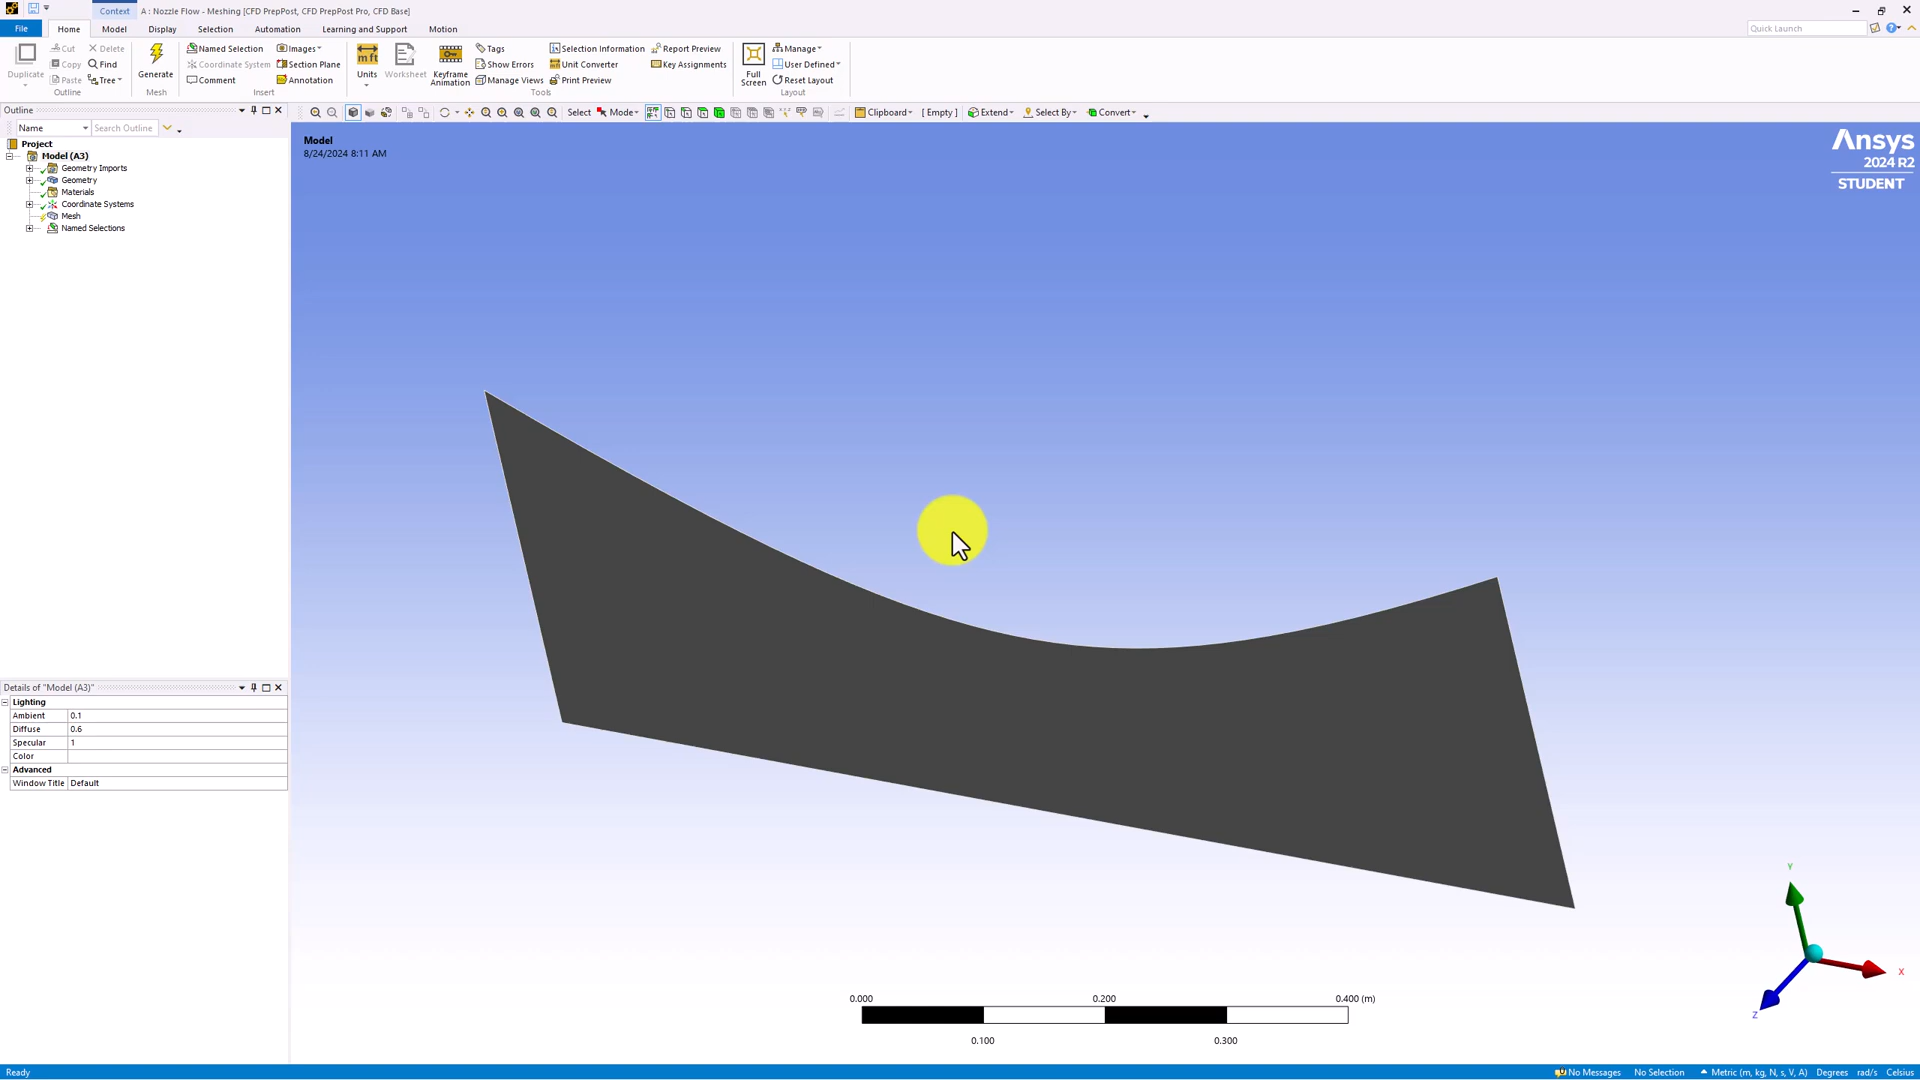 Context
A : Nozzle Flow - Meshing [CFD PrepPost, CFD PrepPost Pro, CFD Base]
File Home Model Display Selection Automation Learning and Support Motion
Quick Launch
Duplicate
Cut Delete
Copy Find
Paste Tree
Outline
Generate
Mesh
Named Selection Images
Coordinate System Section Plane
Comment Annotation
Insert
m ft
Units
Worksheet
Keyframe Animation
Tags Selection Information Report Preview
Show Errors Unit Converter Key Assignments
Manage Views Print Preview
Tools
Full Screen
Manage
User Defined
Reset Layout
Layout
Outline
Select Mode Clipboard [ Empty ] Extend Select By Convert
Name Search Outline
Project
Model (A3)
Geometry Imports
Geometry
Materials
Coordinate Systems
Mesh
Named Selections
Model
8/24/2024 8:11 AM
Ansys
2024 R2
STUDENT
Details of "Model (A3)"
Lighting
Ambient 0.1
Diffuse 0.6
Specular 1
Color
Advanced
Window Title Default
Y
X
Z
0.000 0.200 0.400 (m)
0.100 0.300
Ready
No Messages No Selection Metric (m, kg, N, s, V, A) Degrees rad/s Celsius